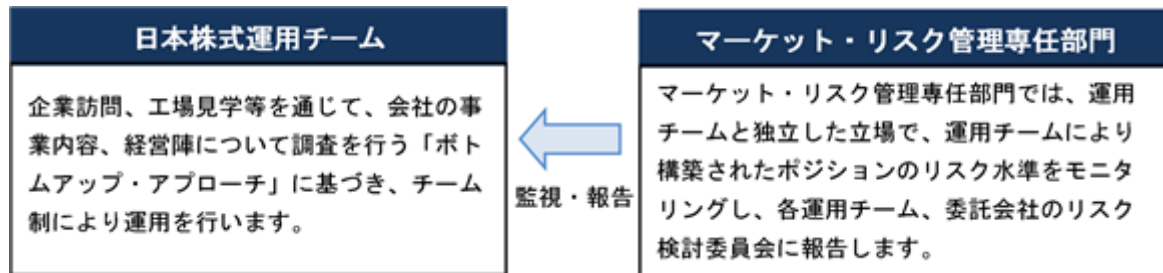 日本株式運用チーム
企業訪問、工場見学等を通じて、会社の事
業内容、経営陣について調査を行う「ボト
ムアップ・アプローチ」に基づき、チーム
制により運用を行います。
監視・報告
マーケット・リスク管理専任部門
マーケット・リスク管理専任部門では、運用
チームと独立した立場で、運用チームにより
構築されたポジションのリスク水準をモニタ
リングし、各運用チーム、委託会社のリスク
検討委員会に報告します。